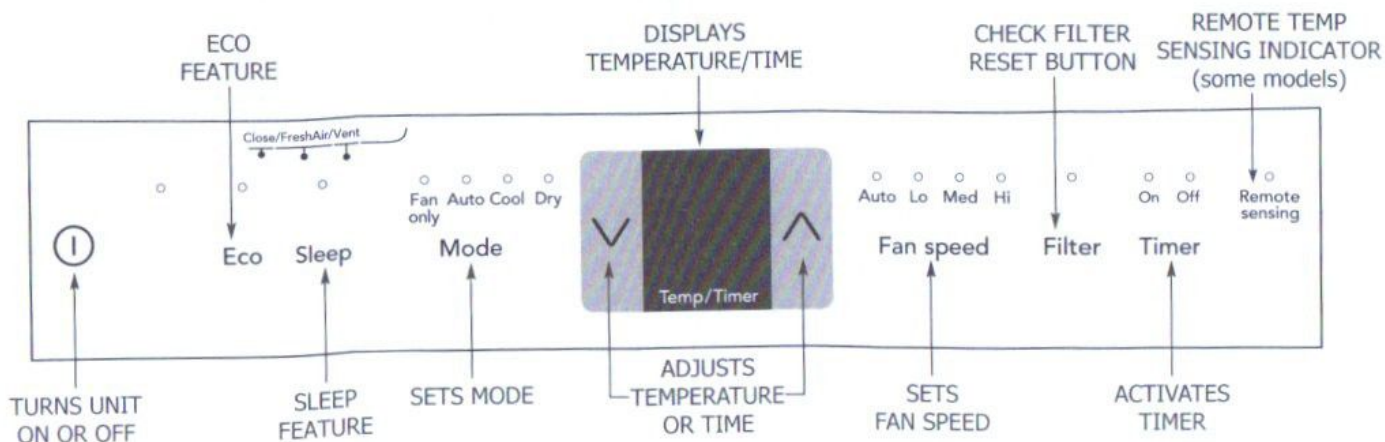 ECO
FEATURE
DISPLAYS
TEMPERATURE/TIME
CHECK FILTER
RESET BUTTON
REMOTE TEMP
SENSING INDICATOR
(some models)
Close/FreshAir/Vent
Fan only
Auto
Cool
Dry
Auto
Lo
Med
Hi
On
Off
Remote
sensing
Eco
Sleep
Mode
Temp/Timer
Fan speed
Filter
Timer
TURNS UNIT
ON OR OFF
SLEEP
FEATURE
SETS MODE
ADJUSTS
TEMPERATURE
OR TIME
SETS
FAN SPEED
ACTIVATES
TIMER